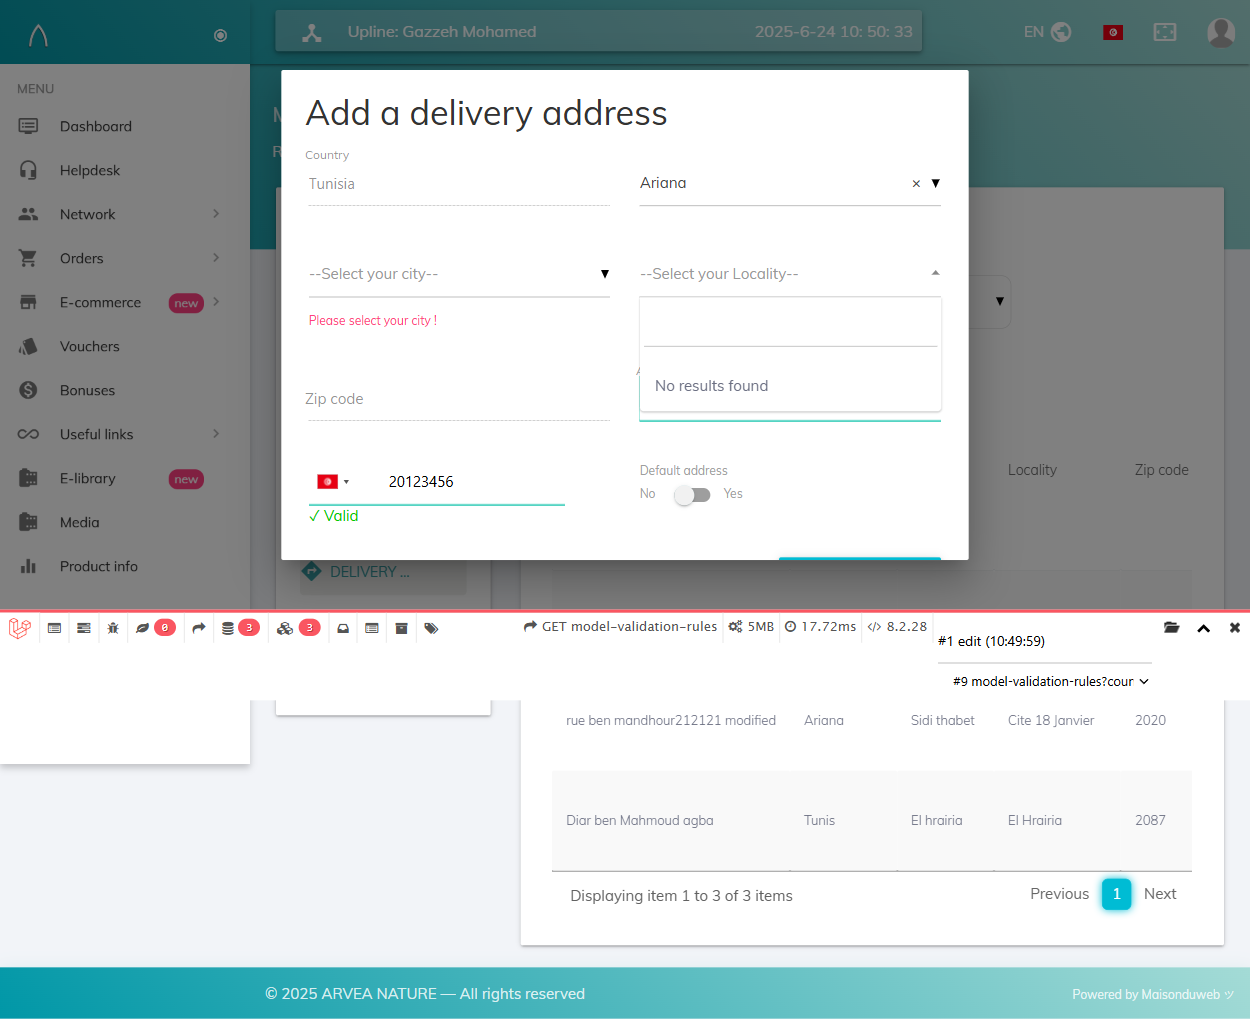 Upline: Gazzeh Mohamed
2025-6-24 10: 50: 33
EN
MENU
Dashboard
Helpdesk
Network
Orders
E-commerce new
Vouchers
Bonuses
Useful links
E-library new
Media
Product info
Add a delivery address
Country
Tunisia
Ariana × ▼
--Select your city-- ▼
--Select your Locality--
Please select your city !
No results found
Zip code
20123456
✓ Valid
Default address
No Yes
Locality
Zip code
DELIVERY ...
0
3
3
GET model-validation-rules
5MB
17.72ms
8.2.28
#1 edit (10:49:59)
#9 model-validation-rules?cour
rue ben mandhour212121 modified Ariana Sidi thabet Cite 18 Janvier 2020
Diar ben Mahmoud agba Tunis El hrairia El Hrairia 2087
Displaying item 1 to 3 of 3 items
Previous 1 Next
© 2025 ARVEA NATURE — All rights reserved
Powered by Maisonduweb ツ